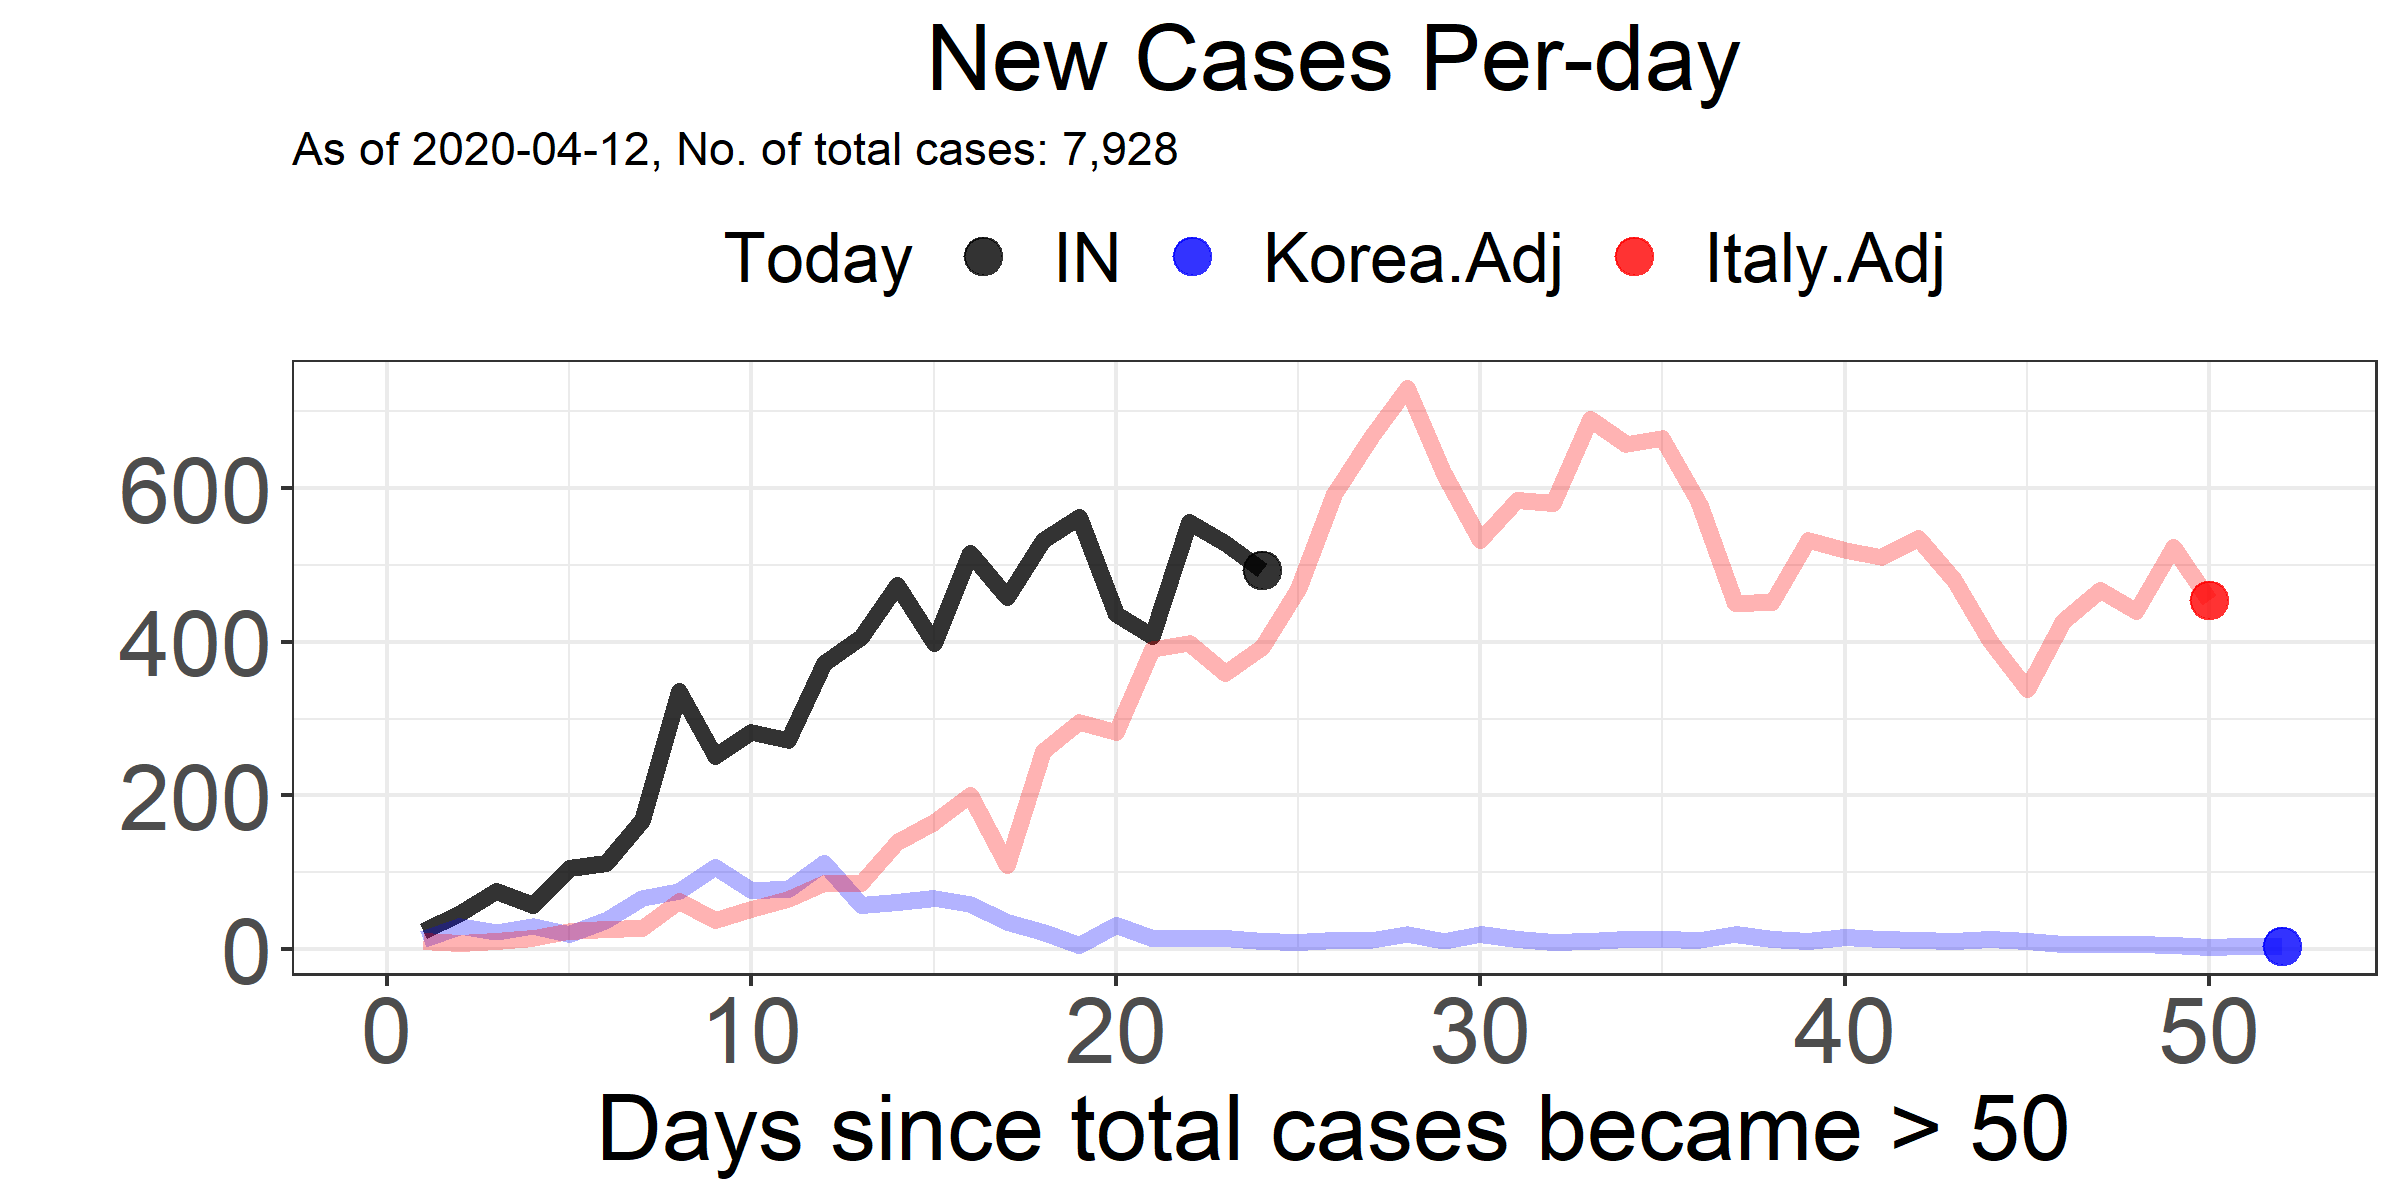 New Cases Per-day
As of 2020-04-12, No. of total cases: 7,928
Today IN Korea.Adj Italy.Adj
600
400
200
0
0 10 20 30 40 50
Days since total cases became > 50